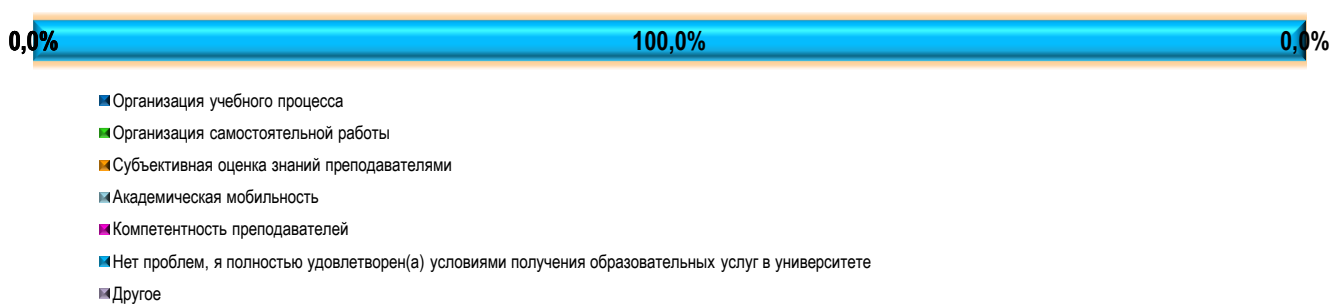 0,0% 100,0% 0,0%
Организация учебного процесса
Организация самостоятельной работы
Субъективная оценка знаний преподавателями
Академическая мобильность
Компетентность преподавателей
Нет проблем, я полностью удовлетворен(а) условиями получения образовательных услуг в университете
Другое